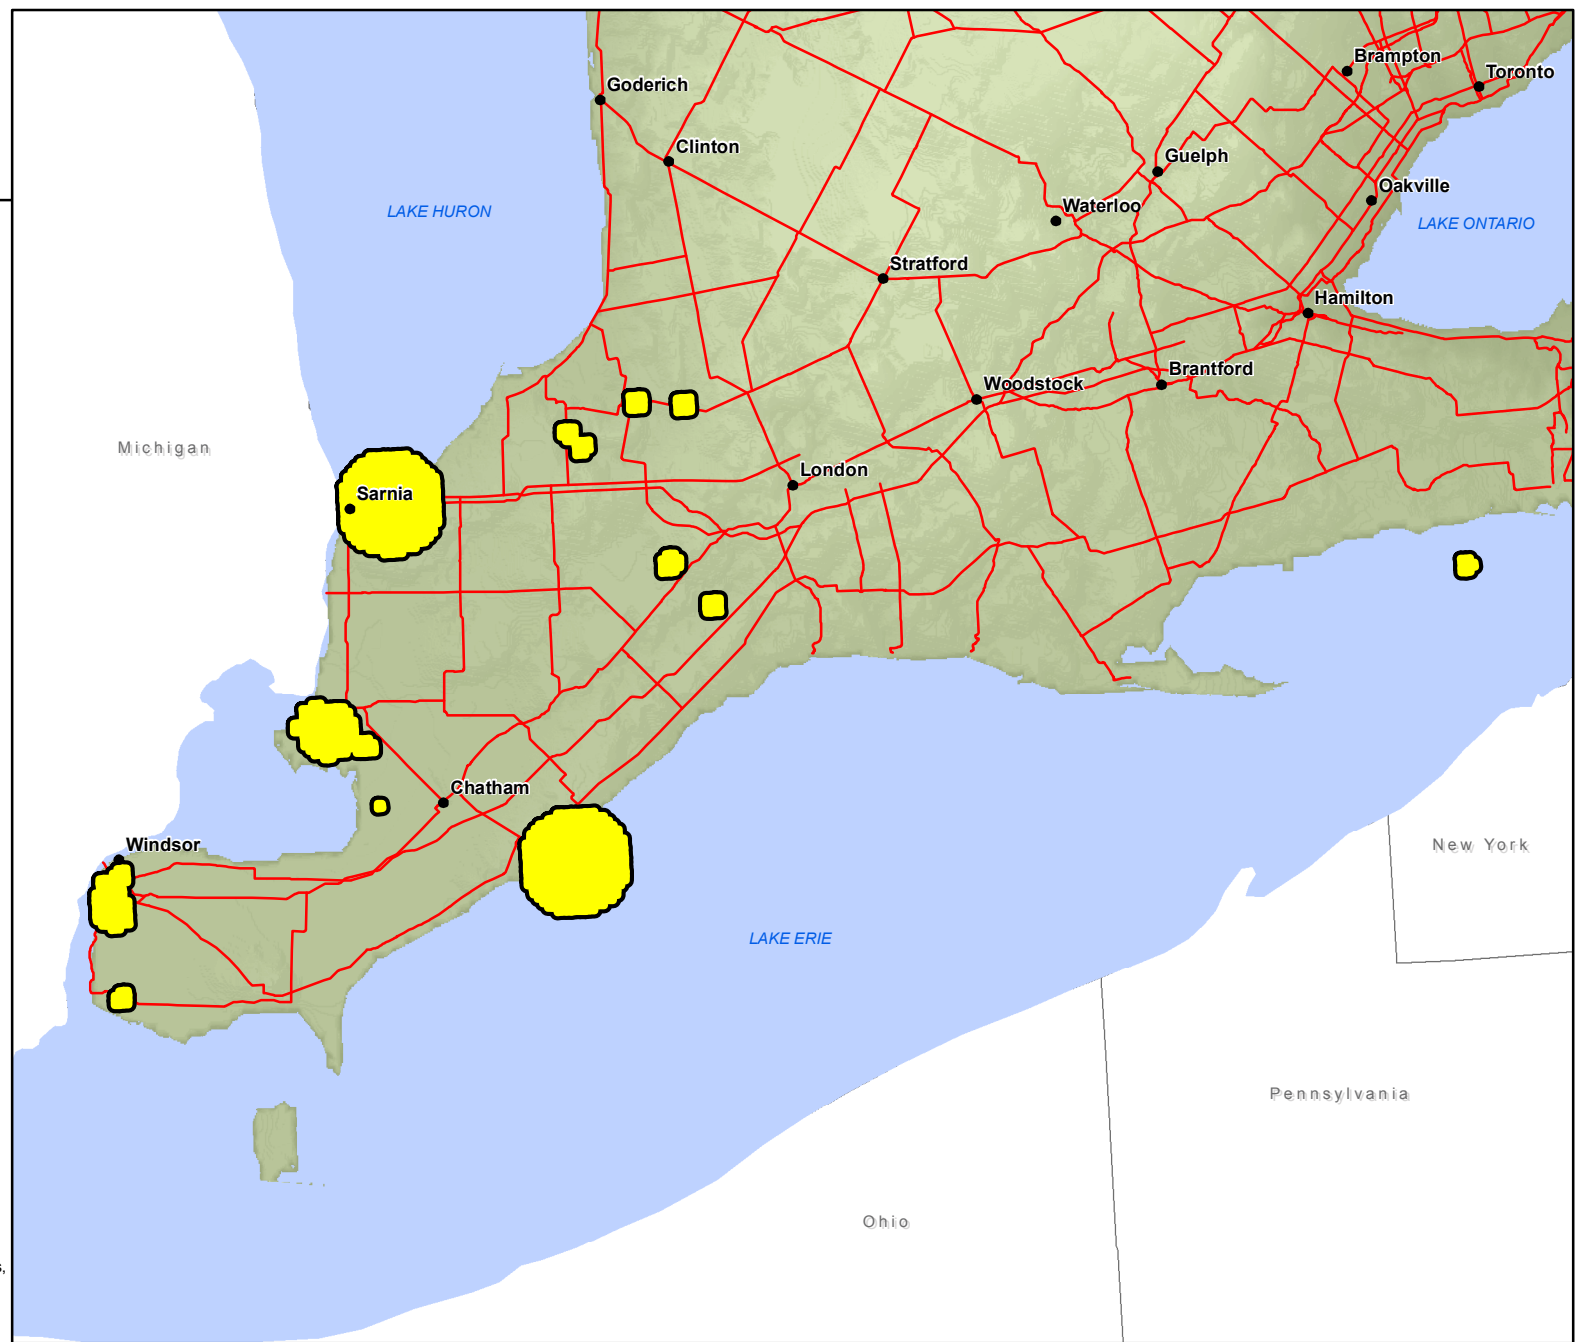 Brampton
Toronto
Goderich
Clinton
Guelph
Oakville
LAKE HURON
Waterloo
LAKE ONTARIO
Stratford
Hamilton
Brantford
Woodstock
Michigan
London
Sarnia
Chatham
Windsor
New York
LAKE ERIE
Pennsylvania
Ohio